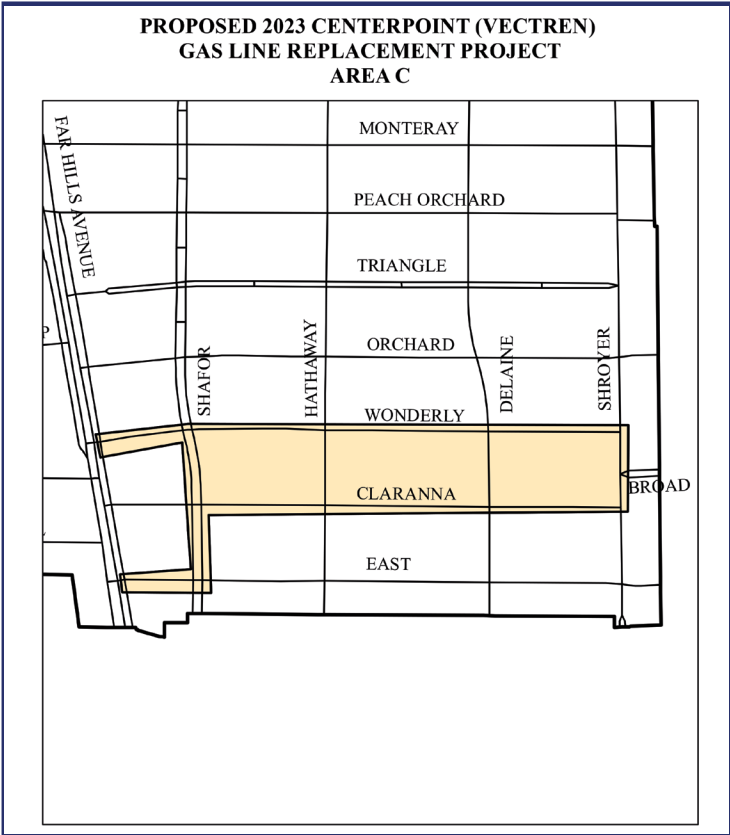 PROPOSED 2023 CENTERPOINT (VECTREN)
GAS LINE REPLACEMENT PROJECT
AREA C
FAR HILLS AVENUE
MONTERAY
PEACH ORCHARD
TRIANGLE
ORCHARD
SHAFOR
HATHAWAY
DELAINE
SHROYER
WONDERLY
CLARANNA
BROAD
EAST